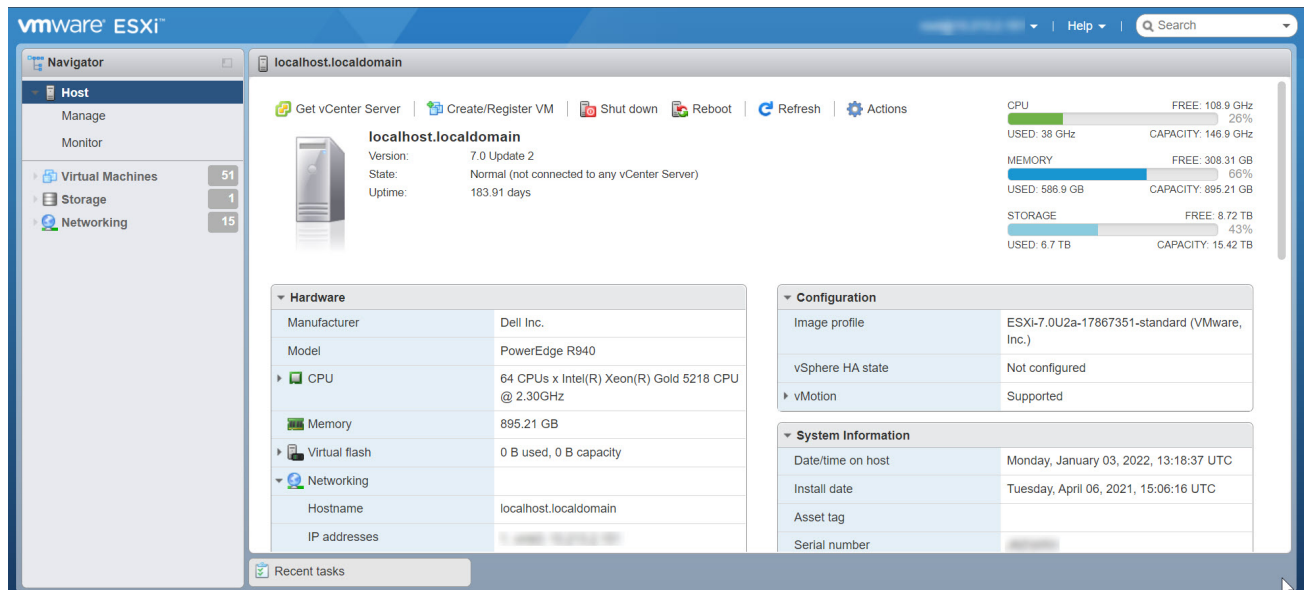 vmware ESXi™
Help
Search
Navigator
Host
Manage
Monitor
Virtual Machines 51
Storage 1
Networking 15
localhost.localdomain
Get vCenter Server Create/Register VM Shut down Reboot Refresh Actions
localhost.localdomain
Version: 7.0 Update 2
State: Normal (not connected to any vCenter Server)
Uptime: 183.91 days
CPU FREE: 108.9 GHz
26%
USED: 38 GHz CAPACITY: 146.9 GHz
MEMORY FREE: 308.31 GB
66%
USED: 586.9 GB CAPACITY: 895.21 GB
STORAGE FREE: 8.72 TB
43%
USED: 6.7 TB CAPACITY: 15.42 TB
Hardware
Manufacturer Dell Inc.
Model PowerEdge R940
CPU 64 CPUs x Intel(R) Xeon(R) Gold 5218 CPU
@ 2.30GHz
Memory 895.21 GB
Virtual flash 0 B used, 0 B capacity
Networking
Hostname localhost.localdomain
IP addresses
Configuration
Image profile ESXi-7.0U2a-17867351-standard (VMware,
Inc.)
vSphere HA state Not configured
vMotion Supported
System Information
Date/time on host Monday, January 03, 2022, 13:18:37 UTC
Install date Tuesday, April 06, 2021, 15:06:16 UTC
Asset tag
Serial number
Recent tasks